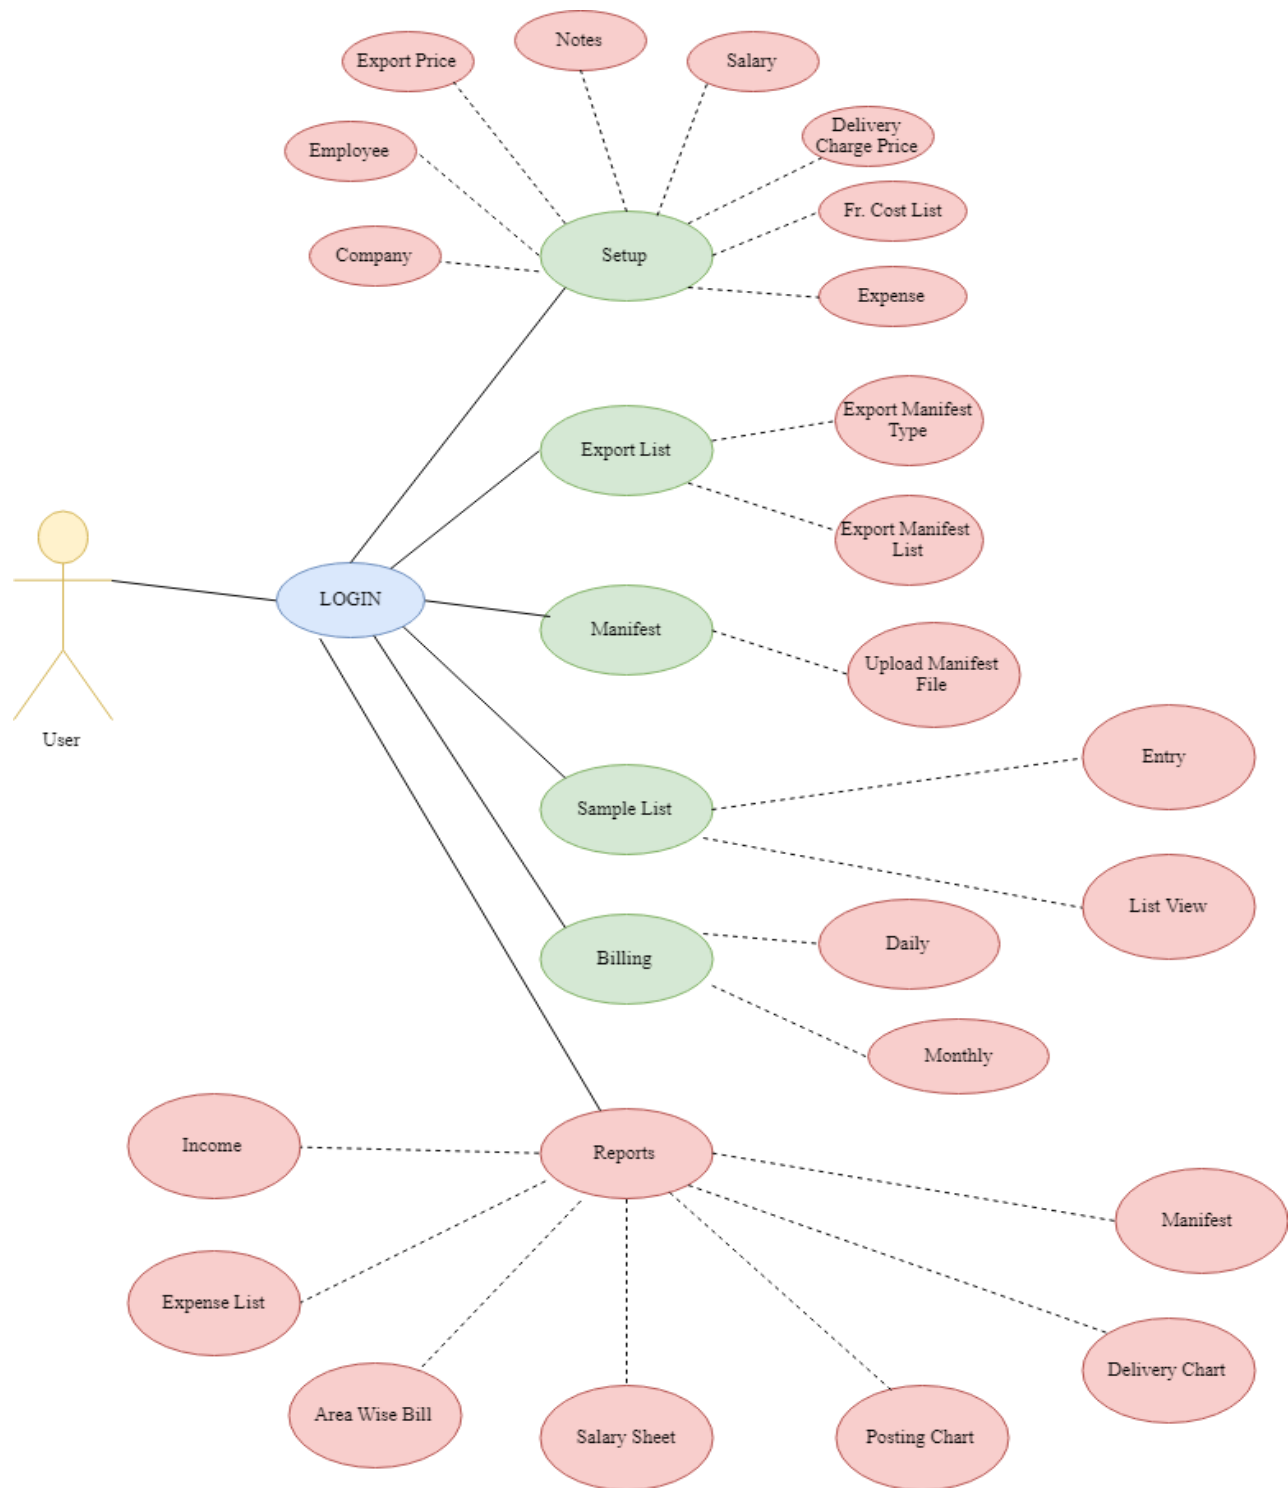 Notes
Export Price
Salary
Delivery
Charge Price
Employee
Fr. Cost List
Company
Setup
Expense
Export Manifest
Type
Export List
Export Manifest
List
LOGIN
Manifest
Upload Manifest
File
User
Entry
Sample List
List View
Daily
Billing
Monthly
Income
Reports
Manifest
Expense List
Delivery Chart
Area Wise Bill
Salary Sheet
Posting Chart